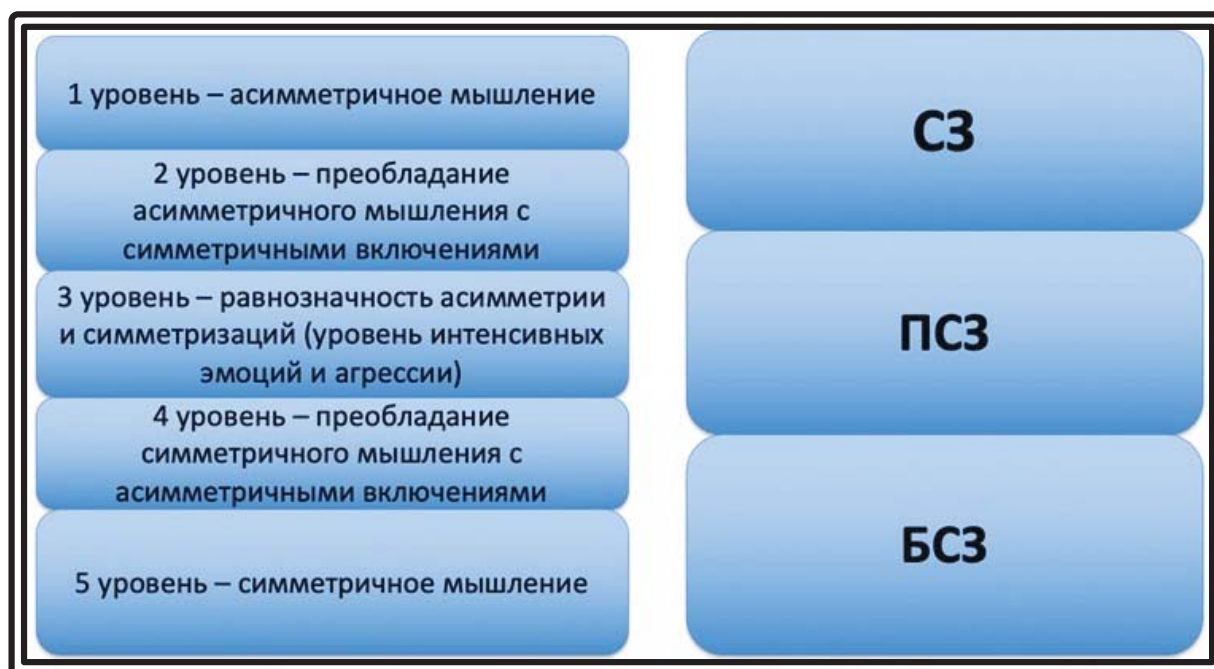 1 уровень – асимметричное мышление
2 уровень – преобладание
асимметричного мышления с
симметричными включениями
3 уровень – равнозначность асимметрии
и симметризаций (уровень интенсивных
эмоций и агрессии)
4 уровень – преобладание
симметричного мышления с
асимметричными включениями
5 уровень – симметричное мышление
СЗ
ПСЗ
БСЗ